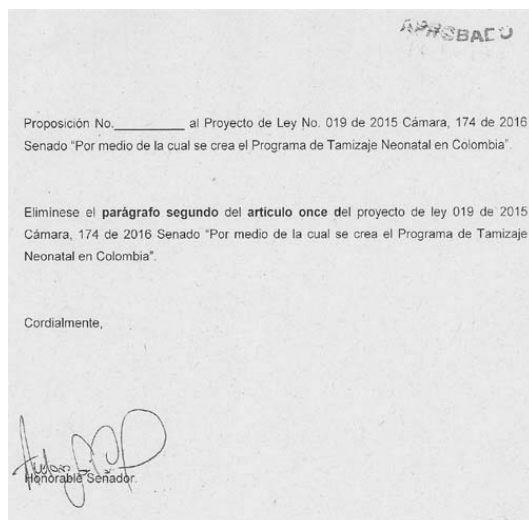 APROBADO
Proposición No.__________ al Proyecto de Ley No. 019 de 2015 Cámara, 174 de 2016
Senado "Por medio de la cual se crea el Programa de Tamizaje Neonatal en Colombia".
Elimínese el parágrafo segundo del artículo once del proyecto de ley 019 de 2015
Cámara, 174 de 2016 Senado "Por medio de la cual se crea el Programa de Tamizaje
Neonatal en Colombia".
Cordialmente,
Honorable Senador.